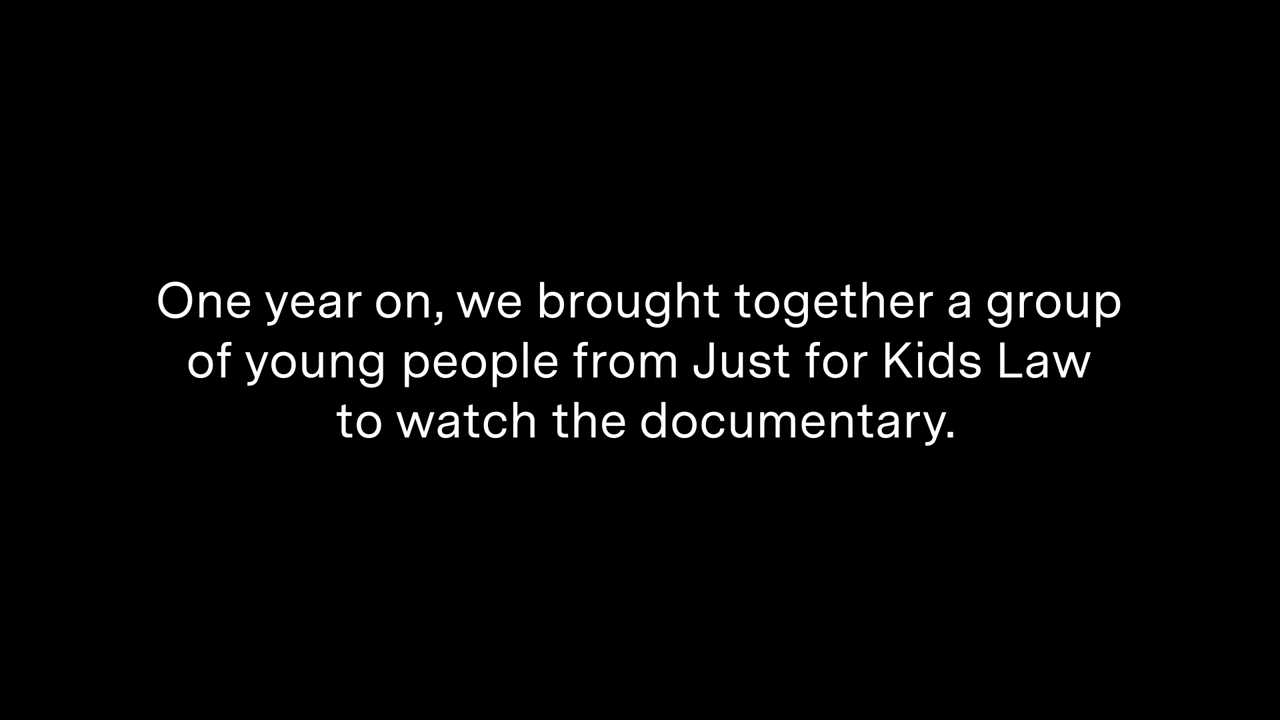 One year on, we brought together a group
of young people from Just for Kids Law
to watch the documentary.